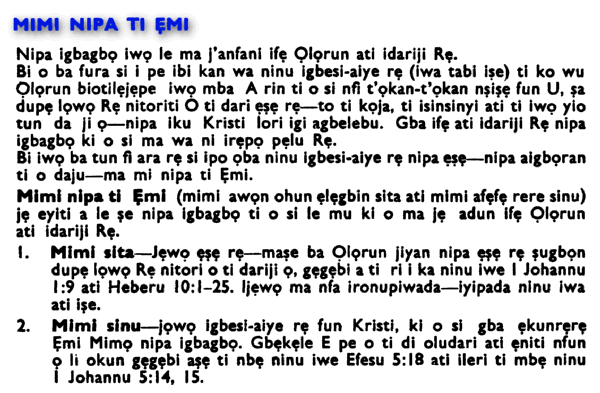 MIMI NIPA TI ẸMI
Nipa igbagbọ iwọ le ma j'anfani ifẹ Ọlọrun ati idariji Rẹ.
Bi o ba fura si i pe ibi kan wa ninu igbesi-aiye rẹ (iwa tabi iṣe) ti ko wu
Ọlọrun biotilẹjẹpe iwọ mba A rin ti o si nfi t'ọkan-t'ọkan nṣiṣẹ fun U, ṣa
dupẹ lọwọ Rẹ nitoriti O ti dari ẹṣẹ rẹ—to ti kọja, ti isinsinyi ati ti iwọ yio
tun da ji ọ—nipa iku Kristi lori igi agbelebu. Gba ifẹ ati idariji Rẹ nipa
igbagbọ ki o si ma wa ni irẹpọ pẹlu Rẹ.
Bi iwọ ba tun fi ara rẹ si ipo ọba ninu igbesi-aiye rẹ nipa ẹṣẹ—nipa aigbọran
ti o daju—ma mi nipa ti Ẹmi.
Mimi nipa ti Ẹmi (mimi awọn ohun ẹlẹgbin sita ati mimi afẹfẹ rere sinu)
jẹ eyiti a le ṣe nipa igbagbọ ti o si le mu ki o ma jẹ adun ifẹ Ọlọrun
ati idariji Rẹ.
1. Mimi sita—Jẹwọ ẹṣẹ rẹ—maṣe ba Ọlọrun jiyan nipa ẹṣẹ rẹ ṣugbọn
dupẹ lọwọ Rẹ nitori o ti dariji ọ, gẹgẹbi a ti ri i ka ninu iwe I Johannu
1:9 ati Heberu 10:1-25. Ijẹwọ ma nfa ironupiwada—iyipada ninu iwa
ati iṣe.
2. Mimi sinu—jọwọ igbesi-aiye rẹ fun Kristi, ki o si gba ẹkunrẹrẹ
Ẹmi Mimọ nipa igbagbọ. Gbẹkẹle E pe o ti di oludari ati ẹniti nfun
ọ li okun gẹgẹbi aṣẹ ti nbẹ ninu iwe Efesu 5:18 ati ileri ti mbẹ ninu
I Johannu 5:14, 15.